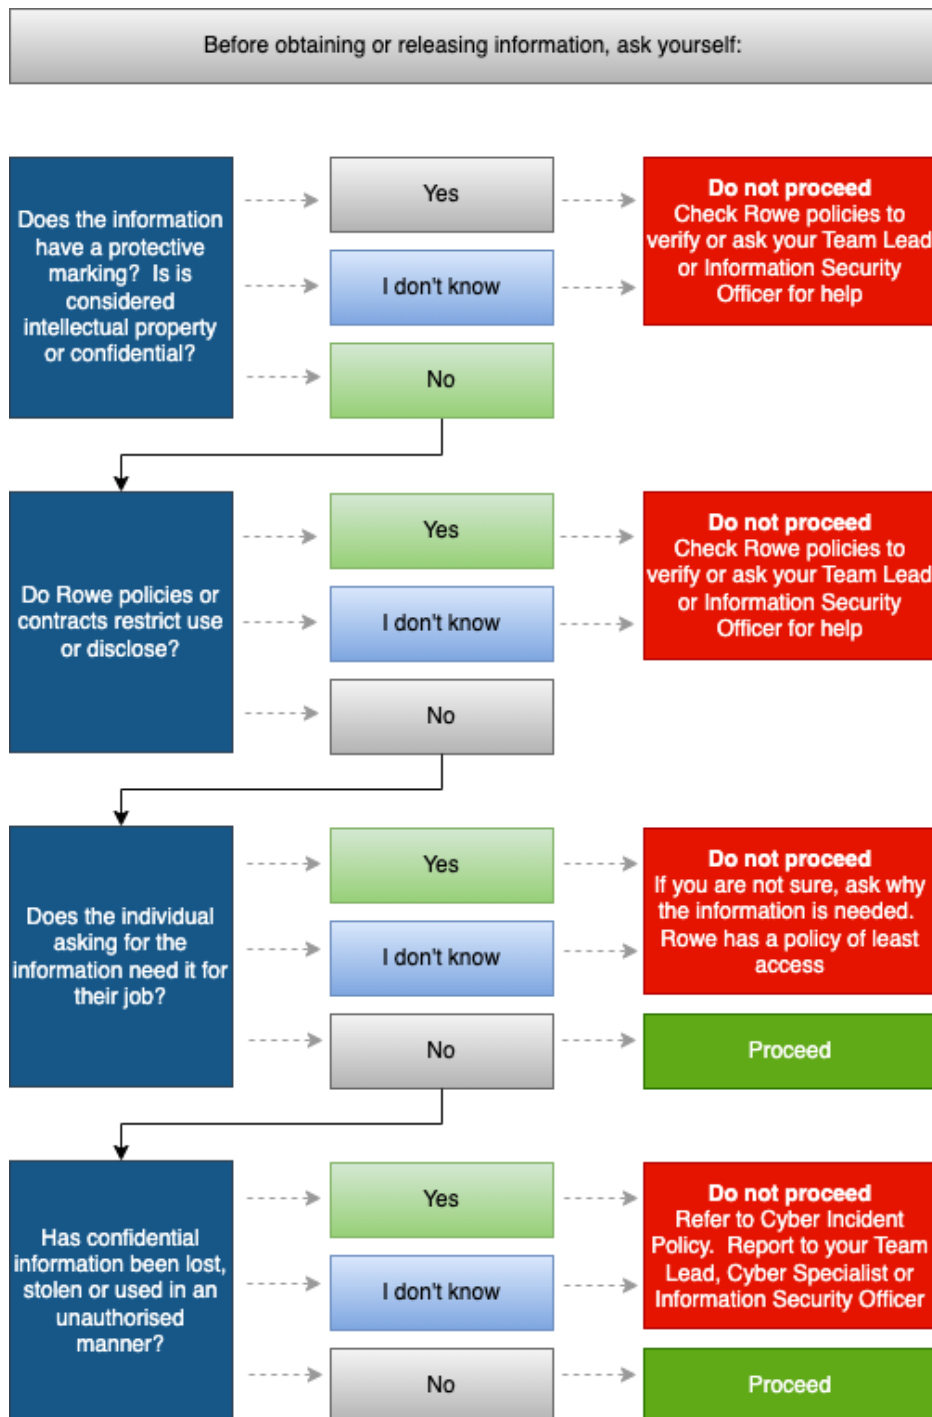 Before obtaining or releasing information, ask yourself:
Does the information
have a protective
marking? Is is
considered
intellectual property
or confidential?
Yes
I don't know
No
Do not proceed
Check Rowe policies to
verify or ask your Team Lead
or Information Security
Officer for help
Do Rowe policies or
contracts restrict use
or disclose?
Yes
I don't know
No
Do not proceed
Check Rowe policies to
verify or ask your Team Lead
or Information Security
Officer for help
Does the individual
asking for the
information need it for
their job?
Yes
I don't know
No
Do not proceed
If you are not sure, ask why
the information is needed.
Rowe has a policy of least
access
Proceed
Has confidential
information been lost,
stolen or used in an
unauthorised
manner?
Yes
I don't know
No
Do not proceed
Refer to Cyber Incident
Policy. Report to your Team
Lead, Cyber Specialist or
Information Security Officer
Proceed